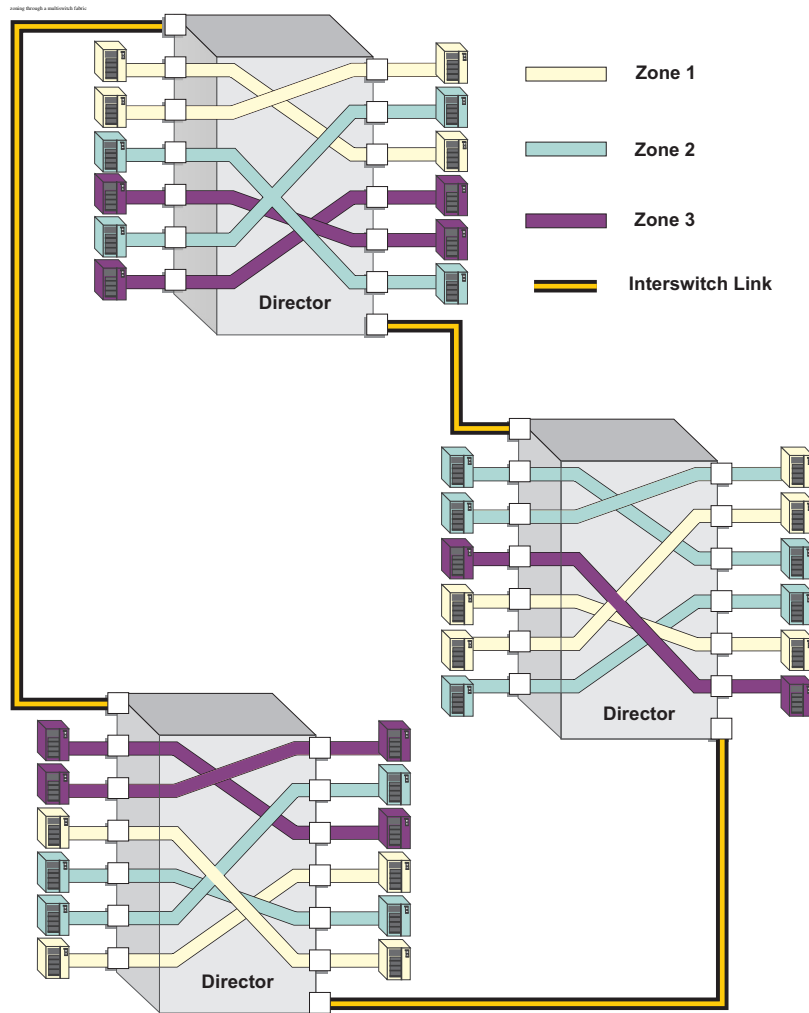 zoning through a multiswitch fabric
Zone 1
Zone 2
Zone 3
Interswitch Link
Director
Director
Director